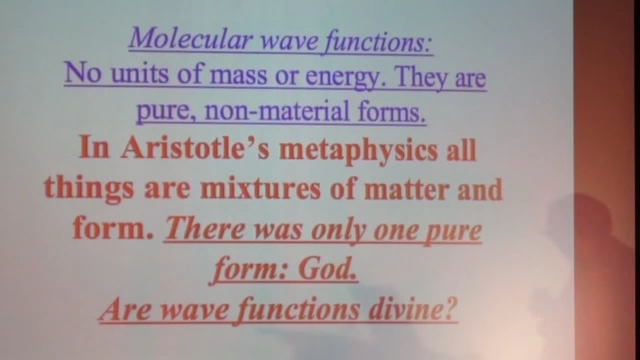 Molecular wave functions:
No units of mass or energy. They are
pure, non-material forms.
In Aristotle's metaphysics all
things are mixtures of matter and
form. There was only one pure
form: God.
Are wave functions divine?